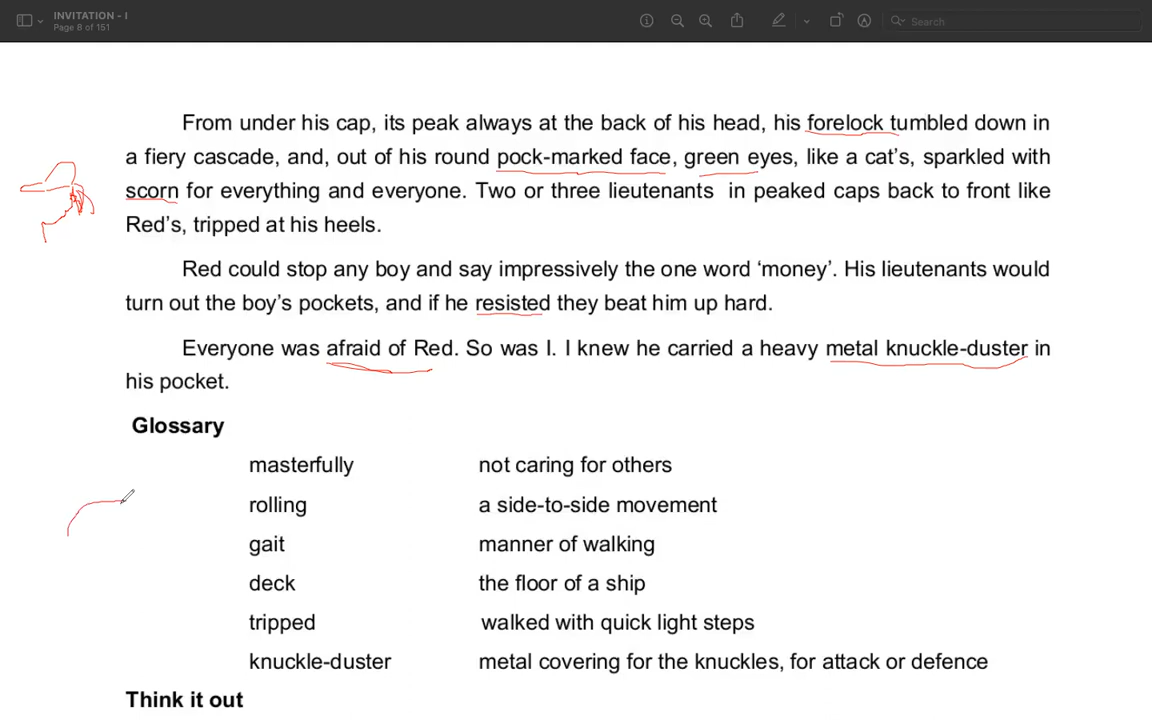 INVITATION - I
Page 8 of 151
Search
From under his cap, its peak always at the back of his head, his forelock tumbled down in
a fiery cascade, and, out of his round pock-marked face, green eyes, like a cat's, sparkled with
scorn for everything and everyone. Two or three lieutenants in peaked caps back to front like
Red's, tripped at his heels.
Red could stop any boy and say impressively the one word ‘money’. His lieutenants would
turn out the boy's pockets, and if he resisted they beat him up hard.
Everyone was afraid of Red. So was I. I knew he carried a heavy metal knuckle-duster in
his pocket.
Glossary
masterfully not caring for others
rolling a side-to-side movement
gait manner of walking
deck the floor of a ship
tripped walked with quick light steps
knuckle-duster metal covering for the knuckles, for attack or defence
Think it out